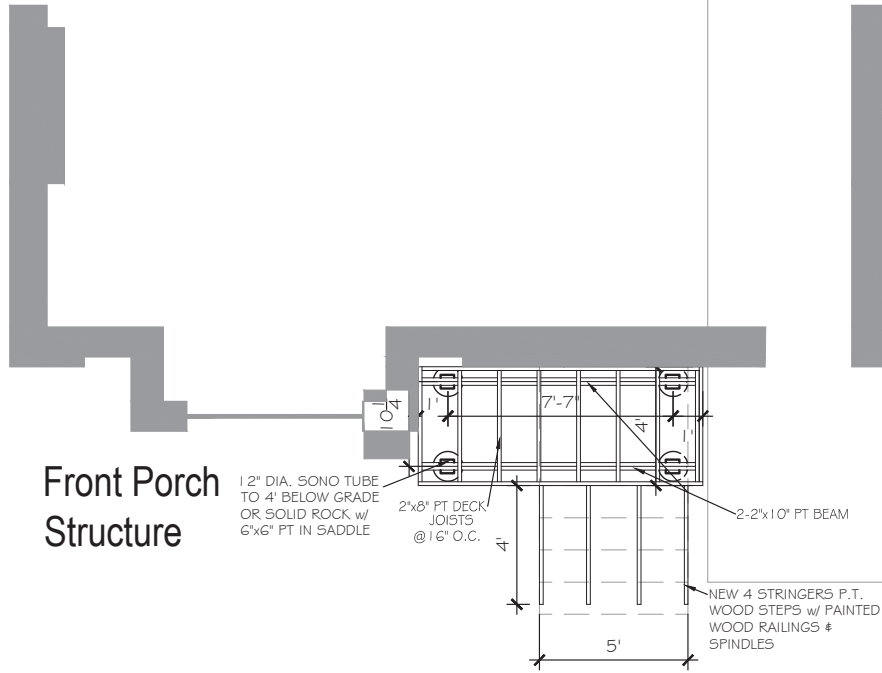 Front Porch
Structure
12" DIA. SONO TUBE
TO 4' BELOW GRADE
OR SOLID ROCK w/
6"x6" PT IN SADDLE
2"x8" PT DECK
JOISTS
@16" O.C.
1'
7'-7"
4'
1'
2-2"x10" PT BEAM
4'
5'
NEW 4 STRINGERS P.T.
WOOD STEPS w/ PAINTED
WOOD RAILINGS &
SPINDLES